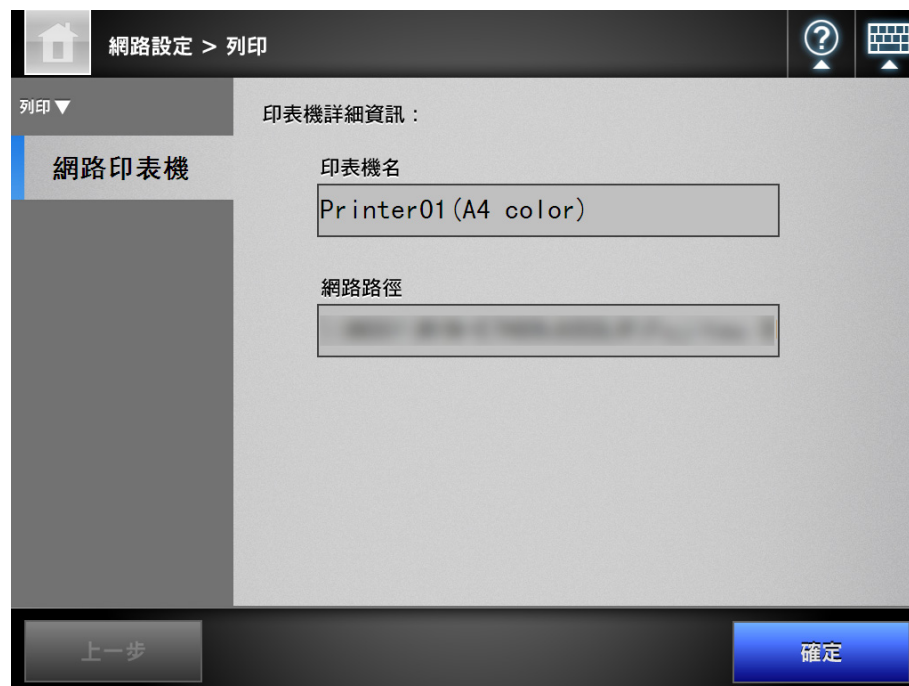 網路設定 > 列印
列印▼
網路印表機
印表機詳細資訊：
印表機名
Printer01(A4 color)
網路路徑
上一步
確定